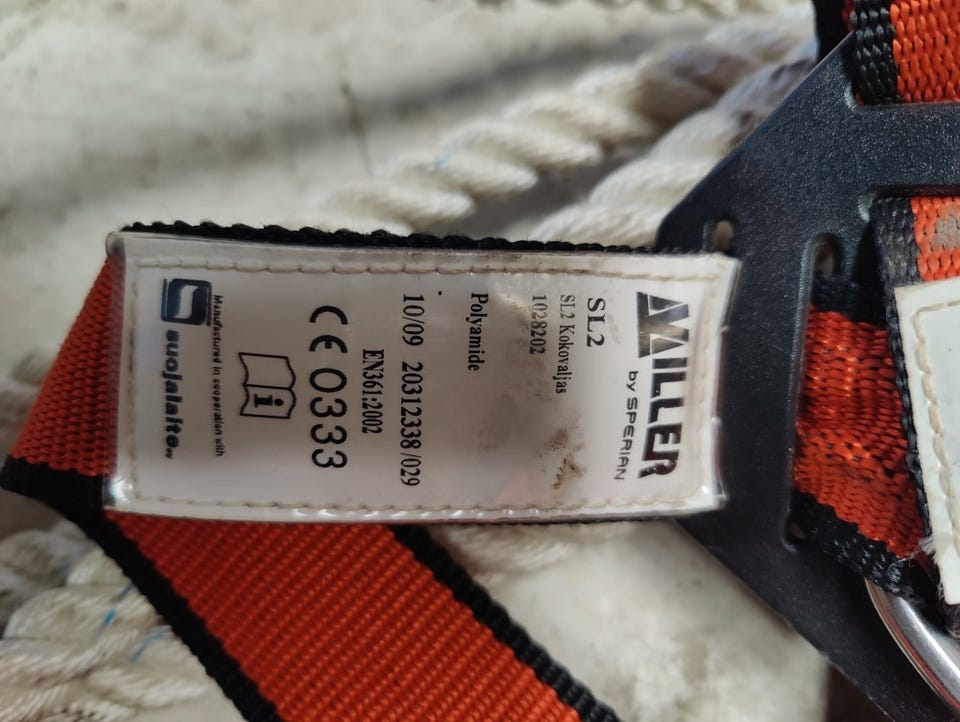 MILLER
by SPERIAN
SL2
SL2 Kokovaljas
1028202
Polyamide
10/09 20312338/029
EN361:2002
CE 0333
i
Manufactured in cooperation with
suojalaite oy